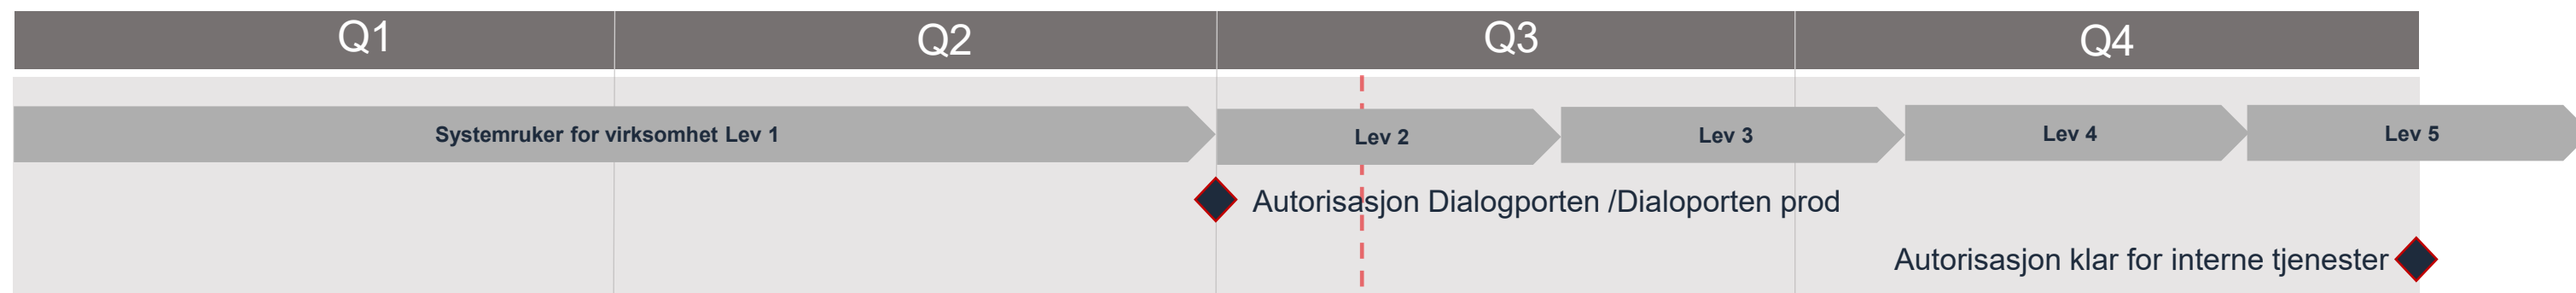 Q1
Q2
Q3
Q4
Systemruker for virksomhet Lev 1
Lev 2
Lev 3
Lev 4
Lev 5
Autorisasjon Dialogporten /Dialoporten prod
Autorisasjon klar for interne tjenester